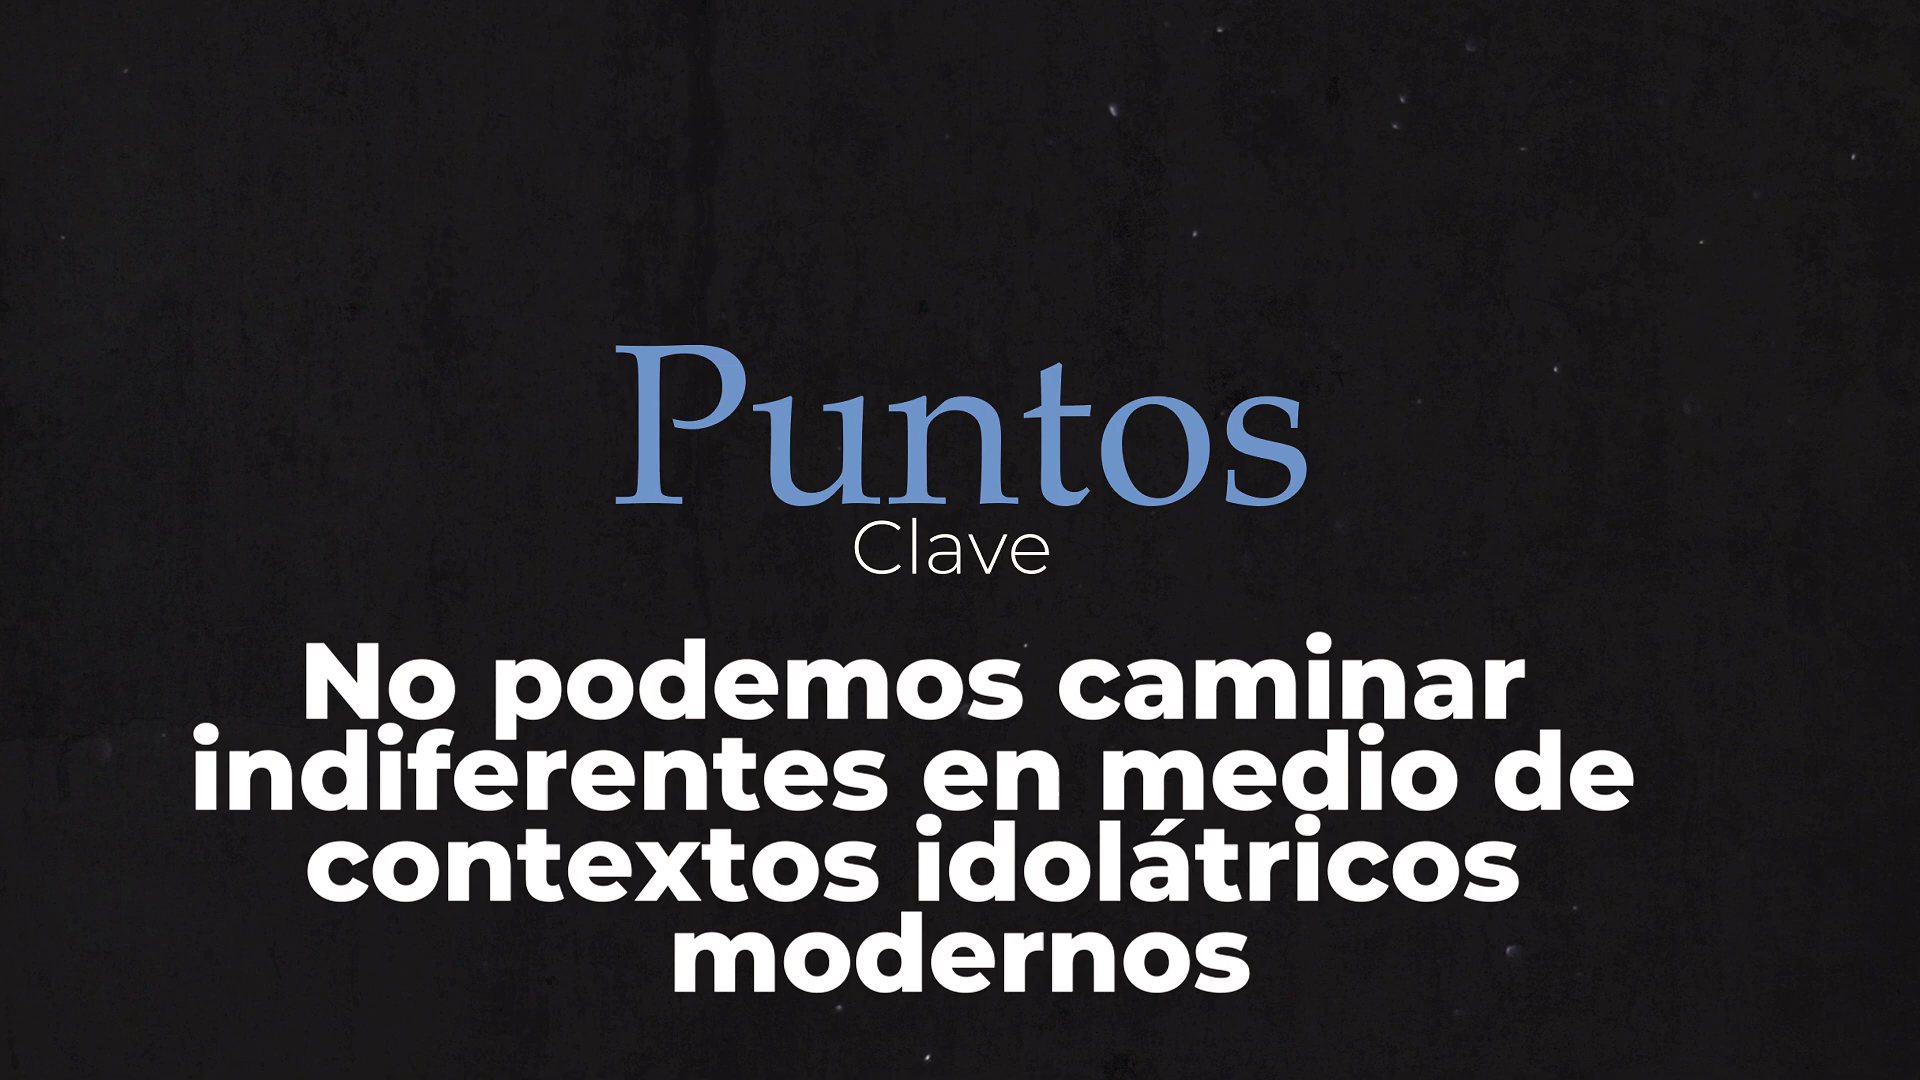 Puntos
Clave
No podemos caminar
indiferentes en medio de
contextos idolátricos
modernos